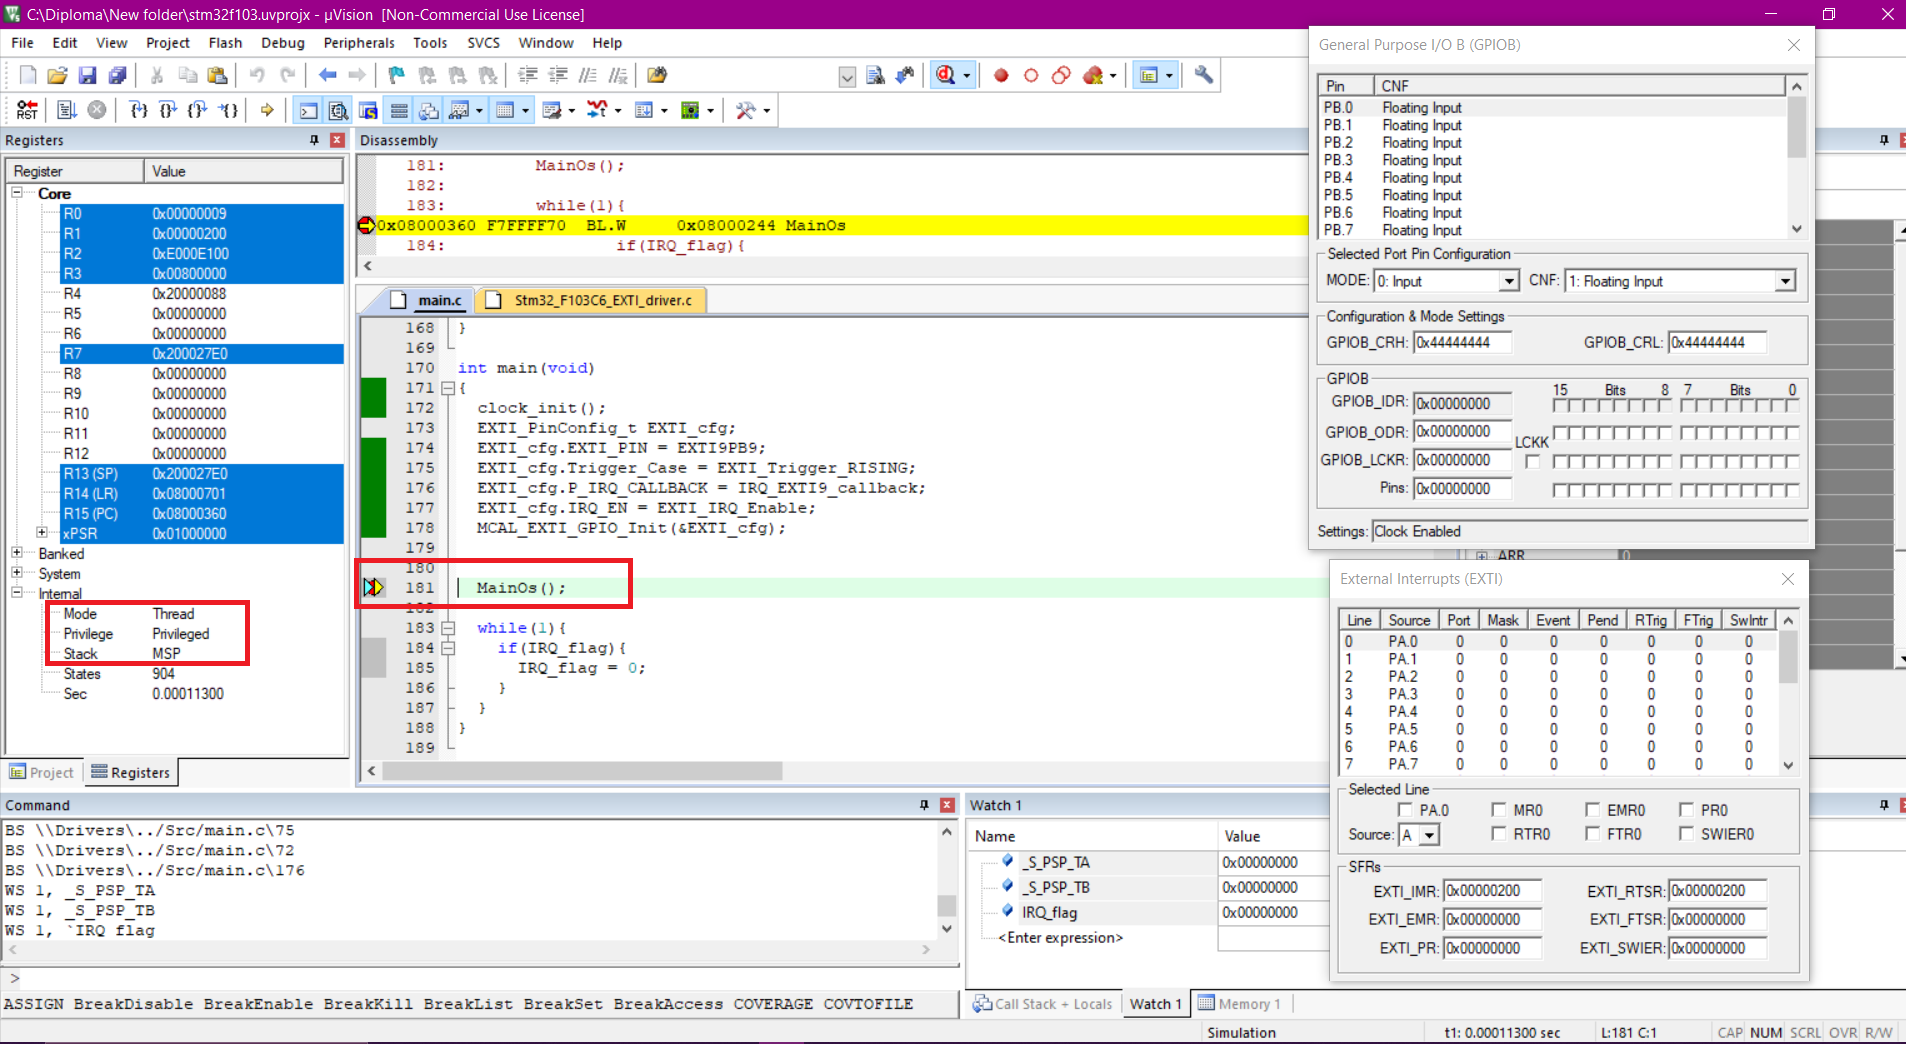 C:\Diploma\New folder\stm32f103.uvprojx - µVision [Non-Commercial Use License]
File Edit View Project Flash Debug Peripherals Tools SVCS Window Help
RST
Registers
Register Value
Core
R0 0x00000009
R1 0x00000200
R2 0xE000E100
R3 0x00800000
R4 0x20000088
R5 0x00000000
R6 0x00000000
R7 0x200027E0
R8 0x00000000
R9 0x00000000
R10 0x00000000
R11 0x00000000
R12 0x00000000
R13 (SP) 0x200027E0
R14 (LR) 0x08000701
R15 (PC) 0x08000360
xPSR 0x01000000
Banked
System
Internal
Mode Thread
Privilege Privileged
Stack MSP
States 904
Sec 0.00011300
Project Registers
Disassembly
181: MainOs();
182:
183: while(1){
0x08000360 F7FFFF70 BL.W 0x08000244 MainOs
184: if(IRQ_flag){
main.c Stm32_F103C6_EXTI_driver.c
168 }
169
170 int main(void)
171 {
172 clock_init();
173 EXTI_PinConfig_t EXTI_cfg;
174 EXTI_cfg.EXTI_PIN = EXTI9PB9;
175 EXTI_cfg.Trigger_Case = EXTI_Trigger_RISING;
176 EXTI_cfg.P_IRQ_CALLBACK = IRQ_EXTI9_callback;
177 EXTI_cfg.IRQ_EN = EXTI_IRQ_Enable;
178 MCAL_EXTI_GPIO_Init(&EXTI_cfg);
179
180
181 MainOs();
182
183 while(1){
184 if(IRQ_flag){
185 IRQ_flag = 0;
186 }
187 }
188 }
189
General Purpose I/O B (GPIOB)
Pin CNF
PB.0 Floating Input
PB.1 Floating Input
PB.2 Floating Input
PB.3 Floating Input
PB.4 Floating Input
PB.5 Floating Input
PB.6 Floating Input
PB.7 Floating Input
Selected Port Pin Configuration
MODE: 0: Input CNF: 1: Floating Input
Configuration & Mode Settings
GPIOB_CRH: 0x44444444 GPIOB_CRL: 0x44444444
GPIOB
15 Bits 8 7 Bits 0
GPIOB_IDR: 0x00000000
GPIOB_ODR: 0x00000000
LCKK
GPIOB_LCKR: 0x00000000
Pins: 0x00000000
Settings: Clock Enabled
ARR 0
External Interrupts (EXTI)
Line Source Port Mask Event Pend RTrig FTrig SwIntr
0 PA.0 0 0 0 0 0 0 0
1 PA.1 0 0 0 0 0 0 0
2 PA.2 0 0 0 0 0 0 0
3 PA.3 0 0 0 0 0 0 0
4 PA.4 0 0 0 0 0 0 0
5 PA.5 0 0 0 0 0 0 0
6 PA.6 0 0 0 0 0 0 0
7 PA.7 0 0 0 0 0 0 0
Selected Line
PA.0 MR0 EMR0 PR0
Source: A RTR0 FTR0 SWIER0
SFRs
EXTI_IMR: 0x00000200 EXTI_RTSR: 0x00000200
EXTI_EMR: 0x00000000 EXTI_FTSR: 0x00000000
EXTI_PR: 0x00000000 EXTI_SWIER: 0x00000000
Command
BS \\Drivers\../Src/main.c\75
BS \\Drivers\../Src/main.c\72
BS \\Drivers\../Src/main.c\176
WS 1, _S_PSP_TA
WS 1, _S_PSP_TB
WS 1, `IRQ flag
>
ASSIGN BreakDisable BreakEnable BreakKill BreakList BreakSet BreakAccess COVERAGE COVTOFILE
Watch 1
Name Value
_S_PSP_TA 0x00000000
_S_PSP_TB 0x00000000
IRQ_flag 0x00000000
<Enter expression>
Call Stack + Locals Watch 1 Memory 1
Simulation t1: 0.00011300 sec L:181 C:1 CAP NUM SCRL OVR R/W